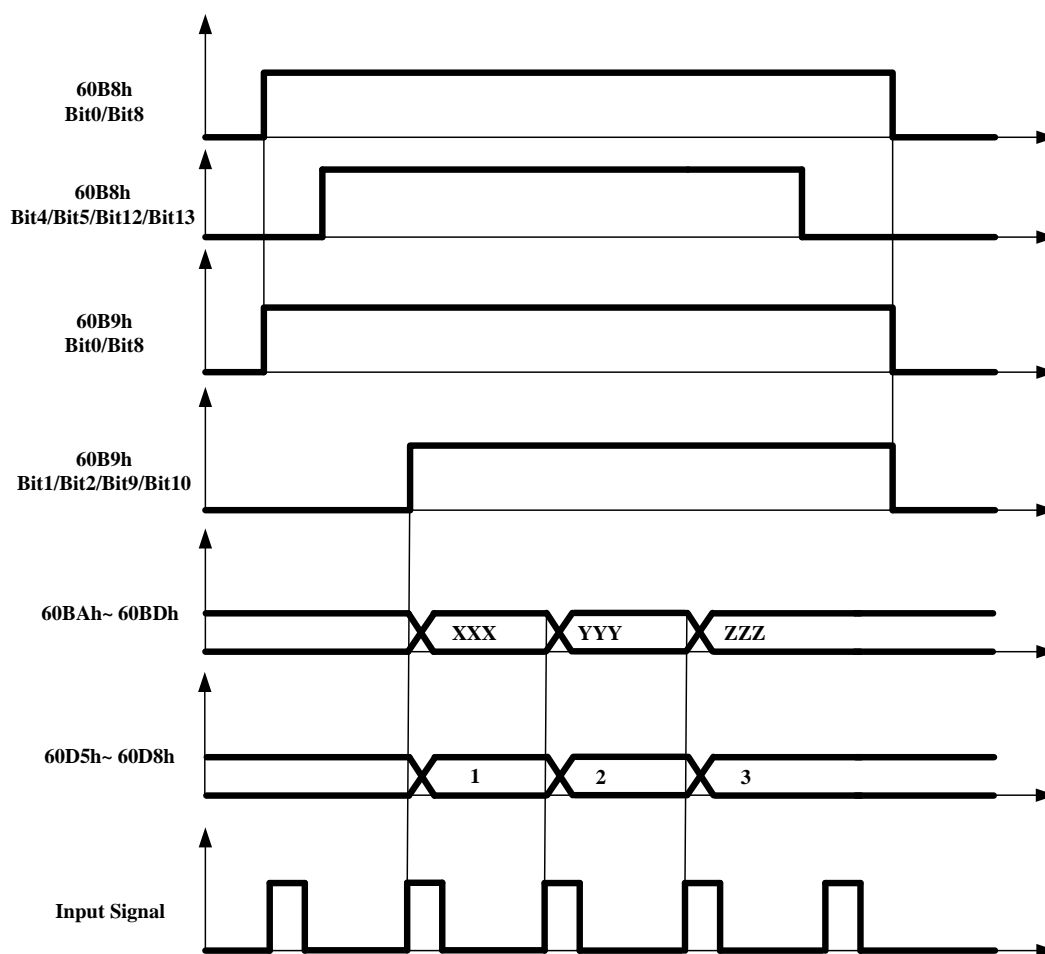 60B8h
Bit0/Bit8
60B8h
Bit4/Bit5/Bit12/Bit13
60B9h
Bit0/Bit8
60B9h
Bit1/Bit2/Bit9/Bit10
60BAh~ 60BDh
XXX
YYY
ZZZ
60D5h~ 60D8h
1
2
3
Input Signal